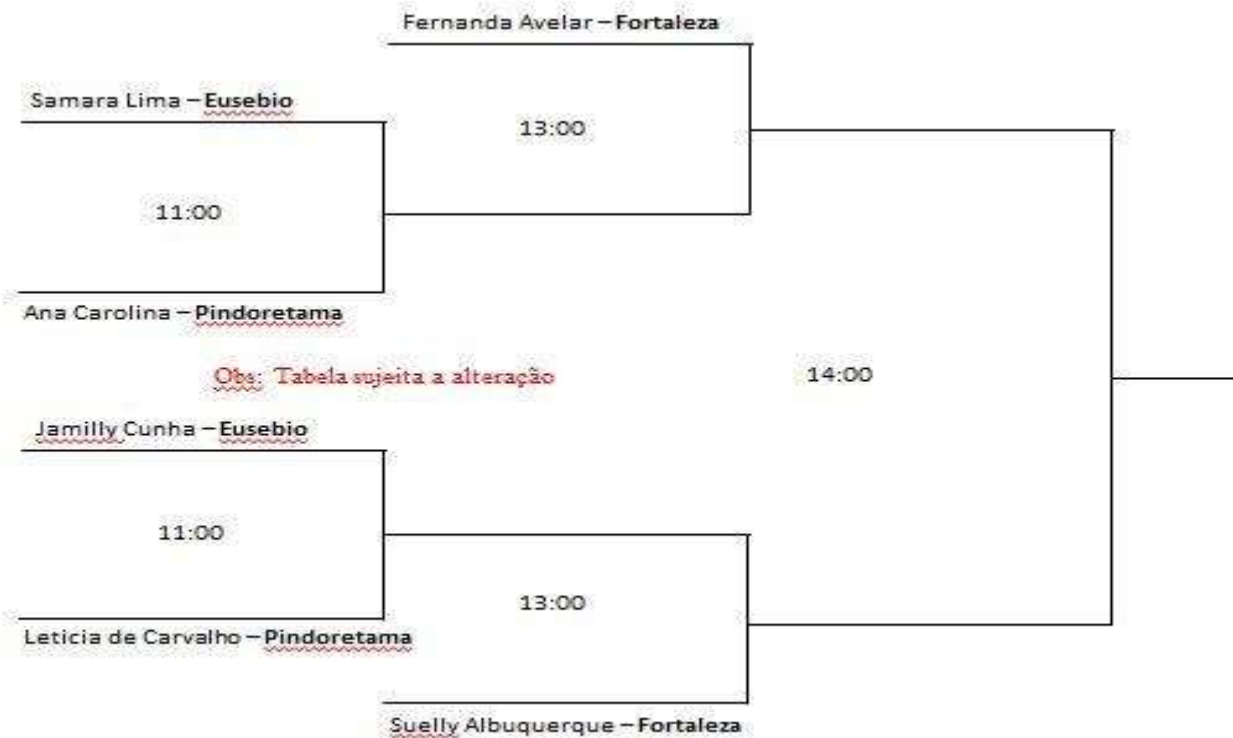 Fernanda Avelar – Fortaleza
Samara Lima – Eusebio
13:00
11:00
Ana Carolina – Pindoretama
Obs: Tabela sujeita a alteração
14:00
Jamilly Cunha – Eusebio
11:00
13:00
Leticia de Carvalho – Pindoretama
Suelly Albuquerque – Fortaleza